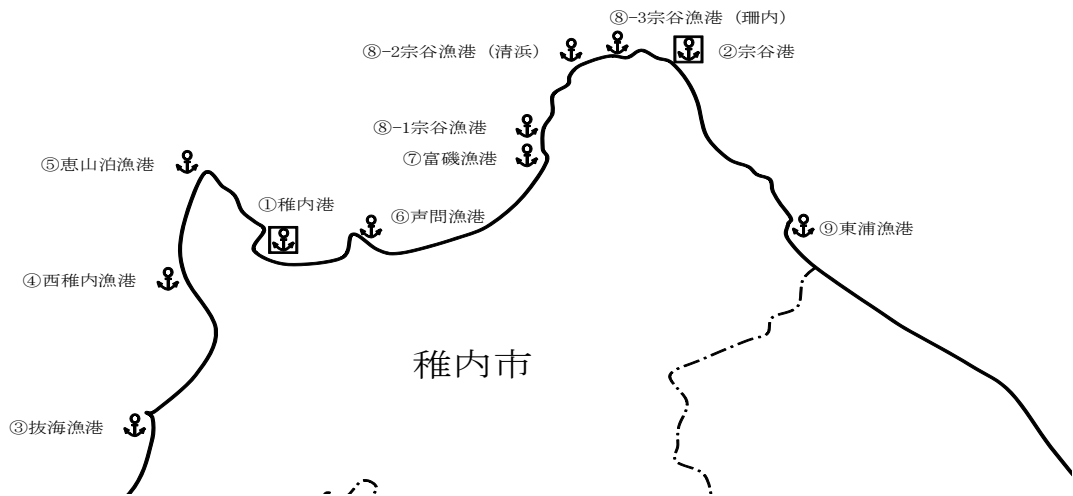 ⑧-3宗谷漁港（珊内）
⑧-2宗谷漁港（清浜）
②宗谷港
⑧-1宗谷漁港
⑦富磯漁港
⑤恵山泊漁港
①稚内港
⑥声問漁港
⑨東浦漁港
④西稚内漁港
稚内市
③抜海漁港